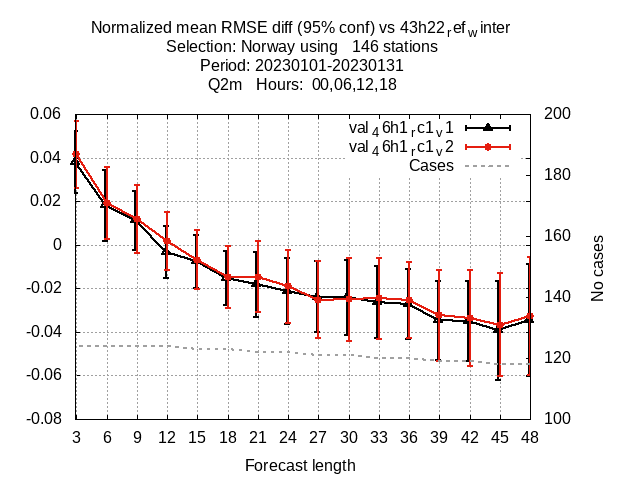 Normalized mean RMSE diff (95% conf) vs 43h22ref winter
Selection: Norway using 146 stations
Period: 20230101-20230131
Q2m Hours: 00,06,12,18
0.06 200
val46h1rc1v1
val46h1rc1v2
Cases
0.04
180
0.02
0 160
No cases
-0.02
140
-0.04
120
-0.06
-0.08 100
3 6 9 12 15 18 21 24 27 30 33 36 39 42 45 48
Forecast length